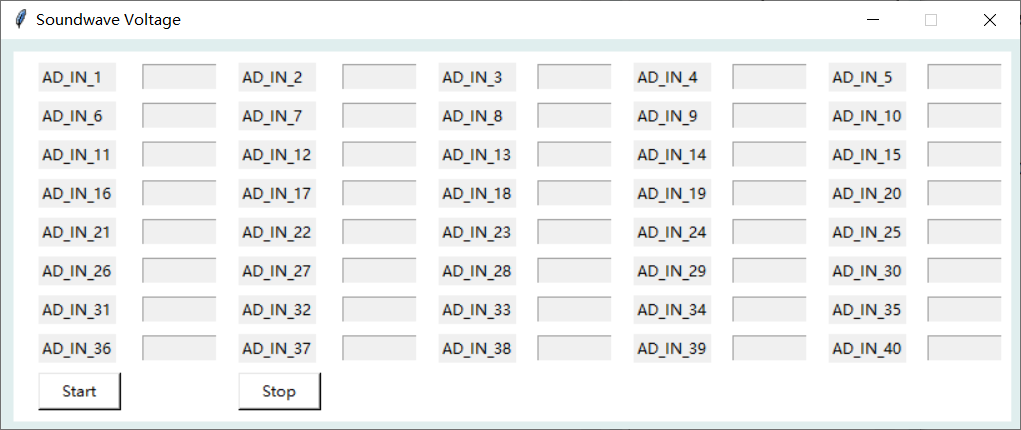 Soundwave Voltage
AD_IN_1 AD_IN_2 AD_IN_3 AD_IN_4 AD_IN_5
AD_IN_6 AD_IN_7 AD_IN_8 AD_IN_9 AD_IN_10
AD_IN_11 AD_IN_12 AD_IN_13 AD_IN_14 AD_IN_15
AD_IN_16 AD_IN_17 AD_IN_18 AD_IN_19 AD_IN_20
AD_IN_21 AD_IN_22 AD_IN_23 AD_IN_24 AD_IN_25
AD_IN_26 AD_IN_27 AD_IN_28 AD_IN_29 AD_IN_30
AD_IN_31 AD_IN_32 AD_IN_33 AD_IN_34 AD_IN_35
AD_IN_36 AD_IN_37 AD_IN_38 AD_IN_39 AD_IN_40
Start Stop